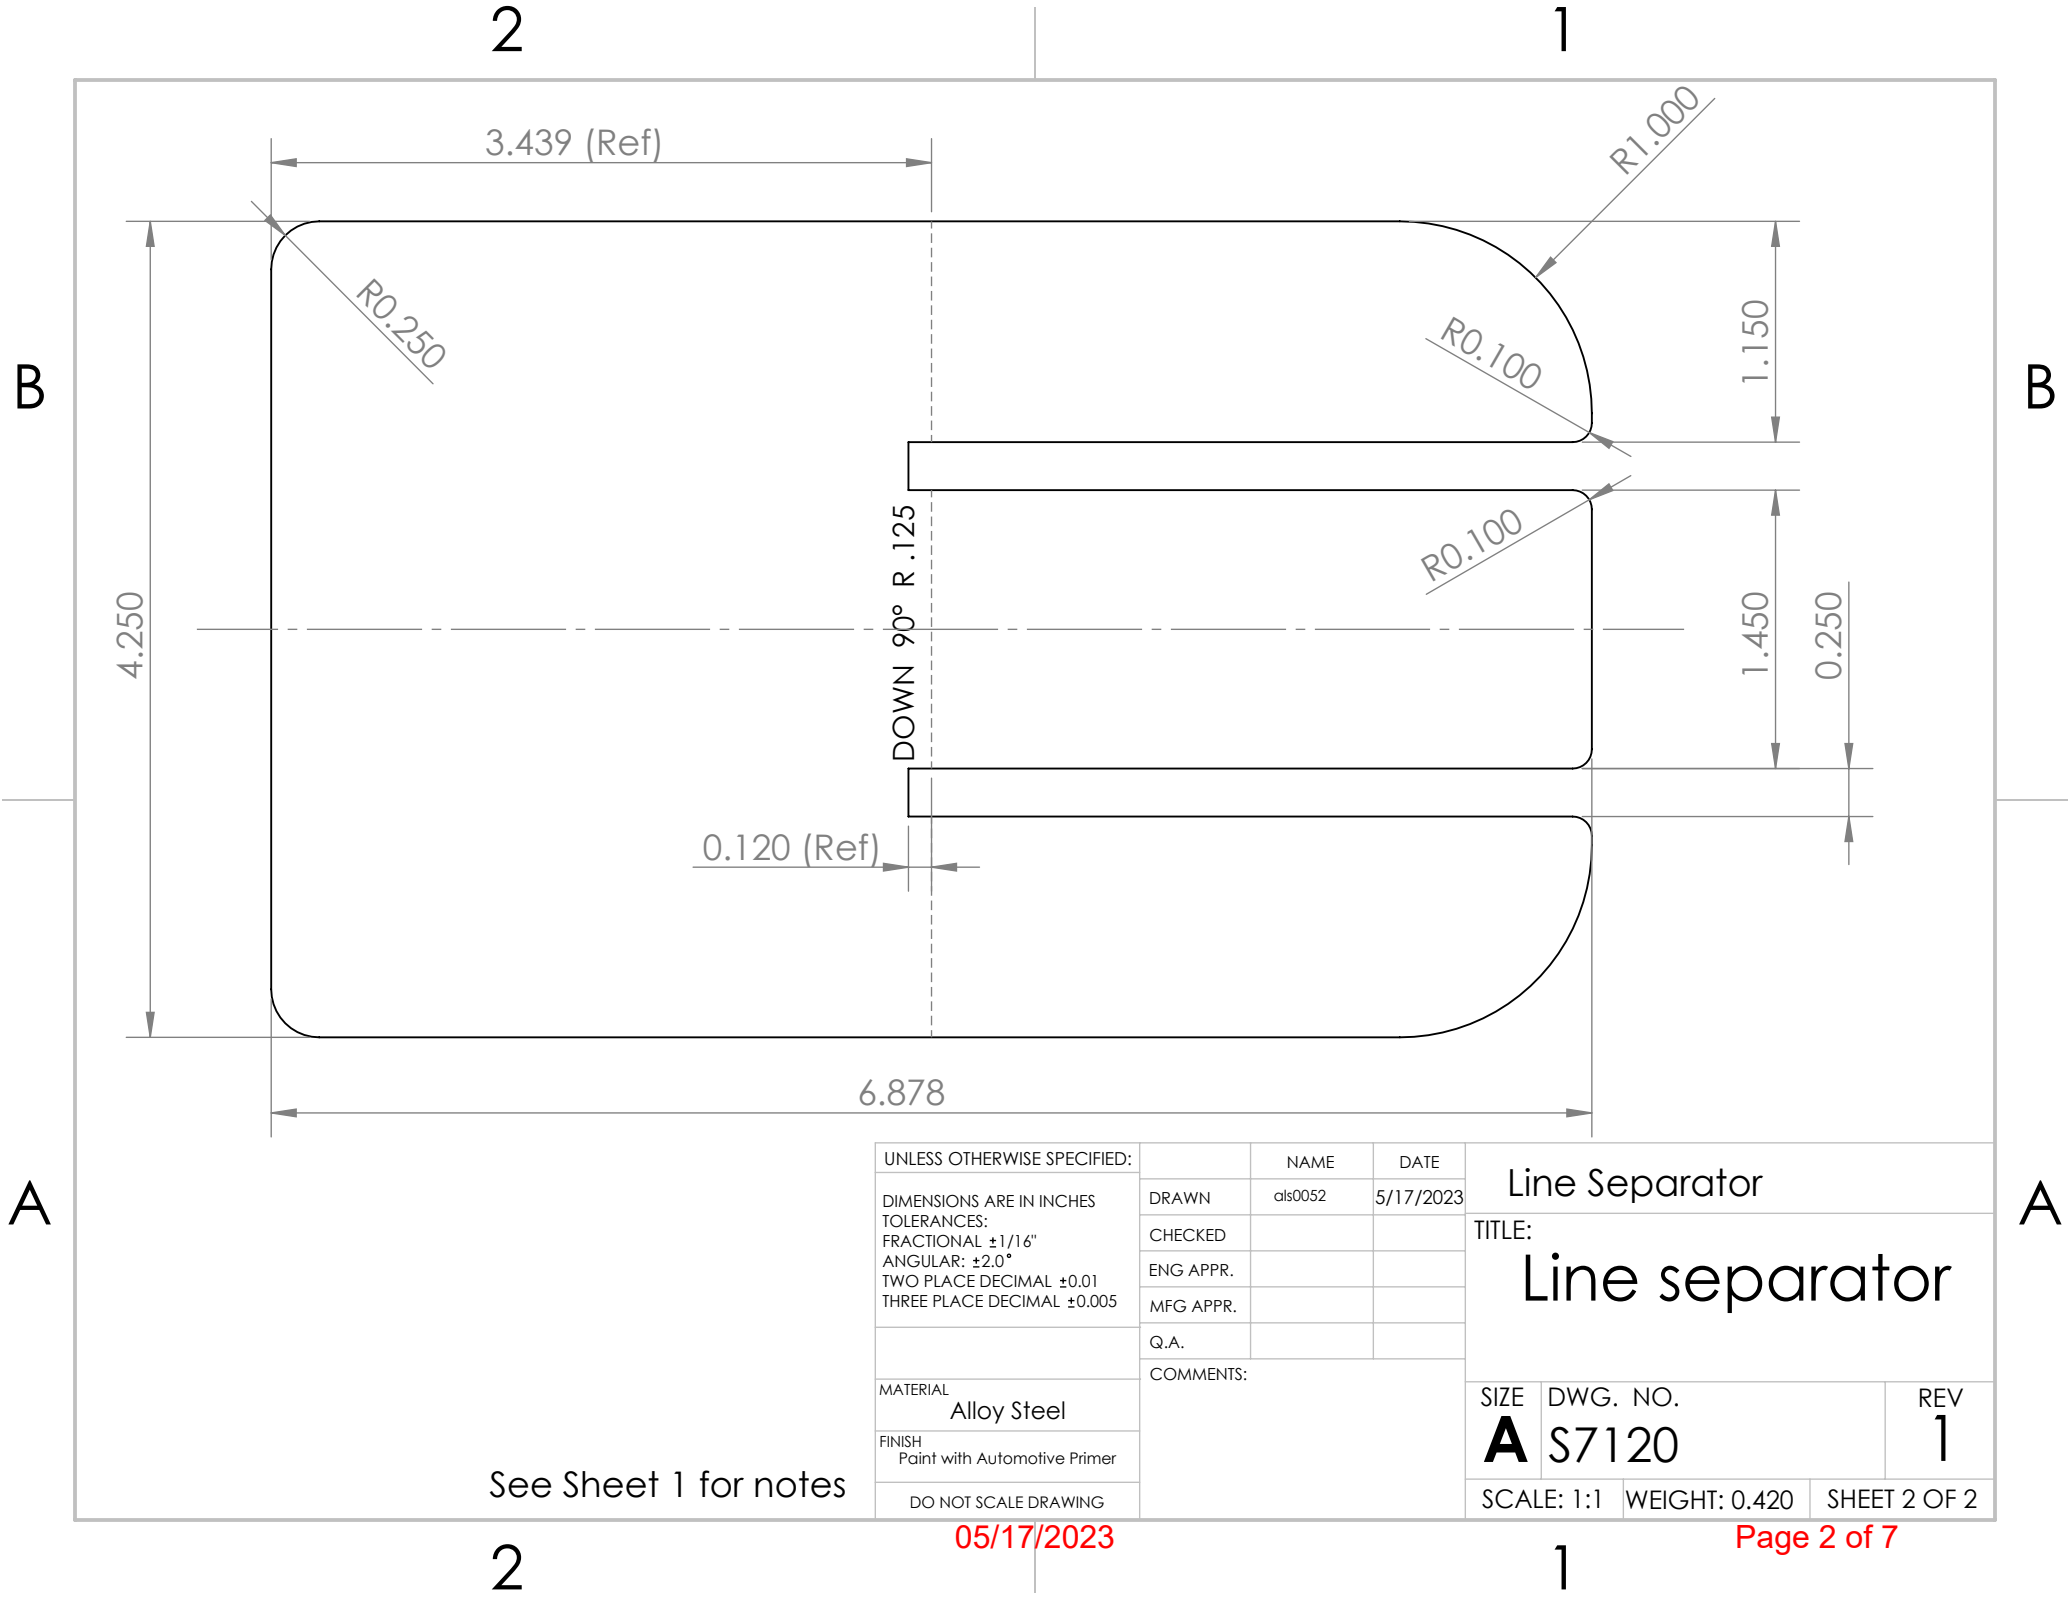 2
1
3.439 (Ref)
R1.000
R0.250
R0.100
1.150
B
B
DOWN 90° R .125
R0.100
4.250
1.450
0.250
0.120 (Ref)
6.878
A
A
UNLESS OTHERWISE SPECIFIED:
DIMENSIONS ARE IN INCHES
TOLERANCES:
FRACTIONAL ±1/16"
ANGULAR: ±2.0°
TWO PLACE DECIMAL ±0.01
THREE PLACE DECIMAL ±0.005
MATERIAL
Alloy Steel
FINISH
Paint with Automotive Primer
DO NOT SCALE DRAWING
NAME DATE
DRAWN als0052 5/17/2023
CHECKED
ENG APPR.
MFG APPR.
Q.A.
COMMENTS:
Line Separator
TITLE:
Line separator
SIZE DWG. NO. REV
A S7120 1
SCALE: 1:1 WEIGHT: 0.420 SHEET 2 OF 2
See Sheet 1 for notes
05/17/2023
Page 2 of 7
2
1